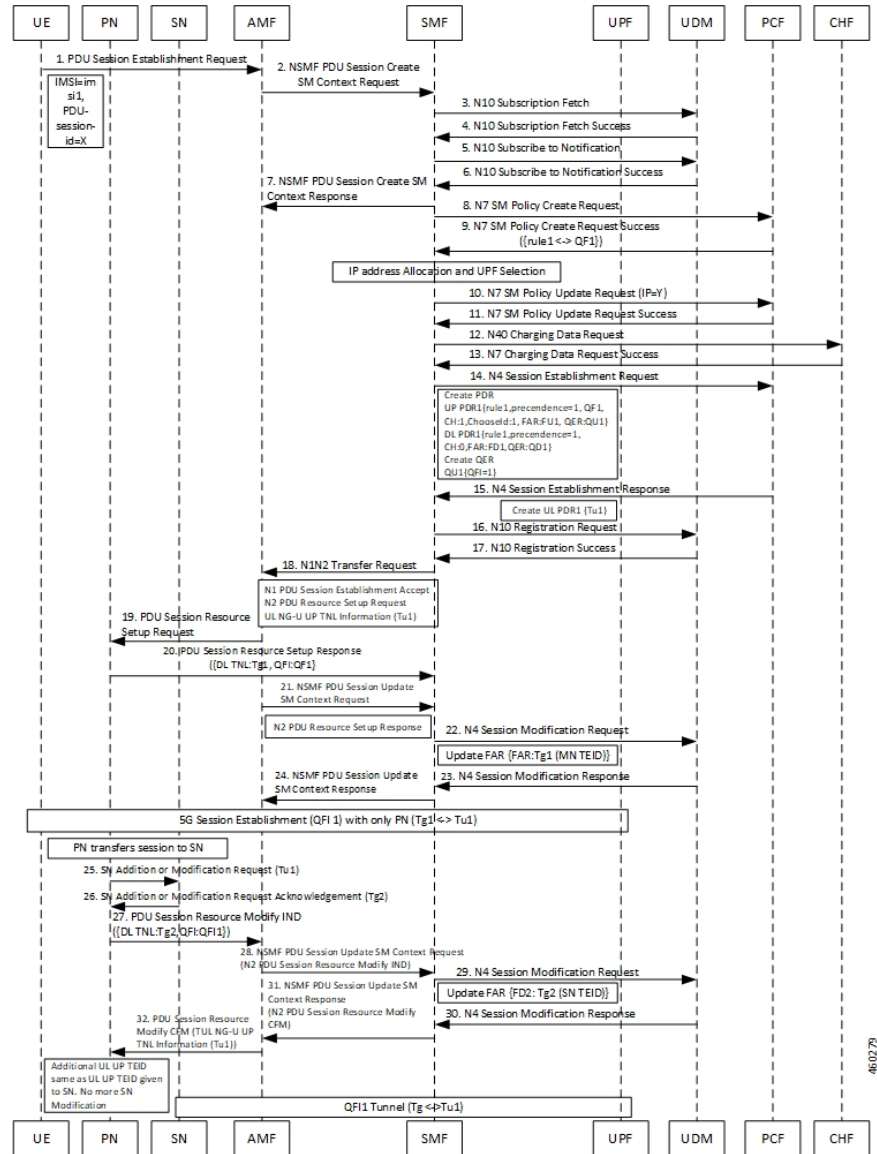 UE PN SN AMF SMF UPF UDM PCF CHF
1. PDU Session Establishment Request
IMSI=im
si1,
PDU-
session-
id=X
2. NSMF PDU Session Create
SM Context Request
3. N10 Subscription Fetch
4. N10 Subscription Fetch Success
5. N10 Subscribe to Notification
6. N10 Subscribe to Notification Success
7. NSMF PDU Session Create SM
Context Response
8. N7 SM Policy Create Request
9. N7 SM Policy Create Request Success
({rule1<-> QF1})
IP address Allocation and UPF Selection
10. N7 SM Policy Update Request (IP=Y)
11. N7 SM Policy Update Request Success
12. N40 Charging Data Request
13. N7 Charging Data Request Success
14. N4 Session Establishment Request
Create PDR
UP PDR1{rule1,precendence=1, QF1,
CH:1,ChooseId:1, FAR:FU1, QER:QU1}
DL PDR1{rule1,precendence=1,
CH:0,FAR:FD1,QER:QD1}
Create QER
QU1{QFI=1}
15. N4 Session Establishment Response
Create UL PDR1 {Tu1}
16. N10 Registration Request
17. N10 Registration Success
18. N1N2 Transfer Request
N1 PDU Session Establishment Accept
N2 PDU Resource Setup Request
UL NG-U UP TNL Information {Tu1}
19. PDU Session Resource
Setup Request
20. PDU Session Resource Setup Response
({DL TNL:Tg1, QFI:QF1}
21. NSMF PDU Session Update
SM Context Request
N2 PDU Resource Setup Response
22. N4 Session Modification Request
Update FAR {FAR:Tg1 (MN TEID)}
23. N4 Session Modification Response
24. NSMF PDU Session Update
SM Context Response
5G Session Establishment (QFI 1) with only PN (Tg1 <-> Tu1)
PN transfers session to SN
25. SN Addition or Modification Request (Tu1)
26. SN Addition or Modification Request Acknowledgement (Tg2)
27. PDU Session Resource Modify IND
({DL TNL:Tg2,QFI:QFI1})
28. NSMF PDU Session Update SM Context Request
(N2 PDU Session Resource Modify IND)
29. N4 Session Modification Request
Update FAR {FD2: Tg2 (SN TEID)}
30. N4 Session Modification Response
31. NSMF PDU Session Update SM
Context Response
(N2 PDU Session Resource Modify
CFM)
32. PDU Session Resource
Modify CFM (TUL NG-U UP
TNL Information (Tu1))
Additional UL UP TEID
same as UL UP TEID given
to SN. No more SN
Modification
QFI1 Tunnel (Tg <->Tu1)
460279
UE PN SN AMF SMF UPF UDM PCF CHF